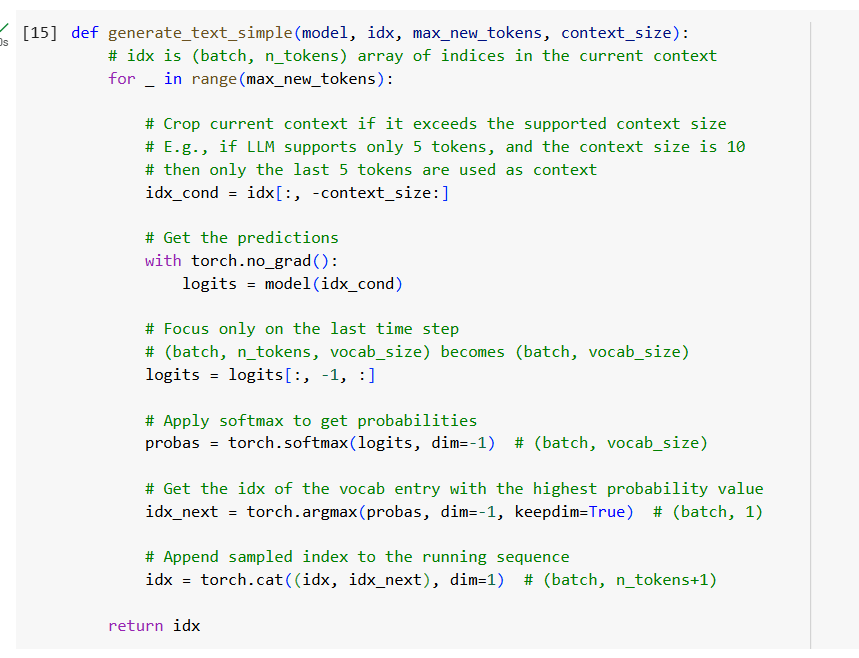 [15] def generate_text_simple(model, idx, max_new_tokens, context_size):
# idx is (batch, n_tokens) array of indices in the current context
for _ in range(max_new_tokens):
# Crop current context if it exceeds the supported context size
# E.g., if LLM supports only 5 tokens, and the context size is 10
# then only the last 5 tokens are used as context
idx_cond = idx[:, -context_size:]
# Get the predictions
with torch.no_grad():
logits = model(idx_cond)
# Focus only on the last time step
# (batch, n_tokens, vocab_size) becomes (batch, vocab_size)
logits = logits[:, -1, :]
# Apply softmax to get probabilities
probas = torch.softmax(logits, dim=-1)  # (batch, vocab_size)
# Get the idx of the vocab entry with the highest probability value
idx_next = torch.argmax(probas, dim=-1, keepdim=True)  # (batch, 1)
# Append sampled index to the running sequence
idx = torch.cat((idx, idx_next), dim=1)  # (batch, n_tokens+1)
return idx